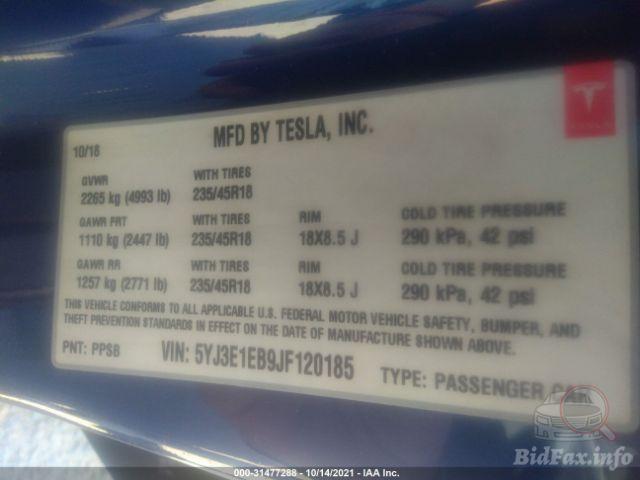 TESLA
10/18
MFD BY TESLA, INC.
GVWR WITH TIRES
2265 kg (4993 lb) 235/45R18
GAWR FRT WITH TIRES RIM COLD TIRE PRESSURE
1110 kg (2447 lb) 235/45R18 18X8.5 J 290 kPa, 42 psi
GAWR RR WITH TIRES RIM COLD TIRE PRESSURE
1257 kg (2771 lb) 235/45R18 18X8.5 J 290 kPa, 42 psi
THIS VEHICLE CONFORMS TO ALL APPLICABLE U.S. FEDERAL MOTOR VEHICLE SAFETY, BUMPER, AND
THEFT PREVENTION STANDARDS IN EFFECT ON THE DATE OF MANUFACTURE SHOWN ABOVE.
PNT: PPSB VIN: 5YJ3E1EB9JF120185 TYPE: PASSENGER
BidFax.info
000-31477288 - 10/14/2021 - IAA Inc.